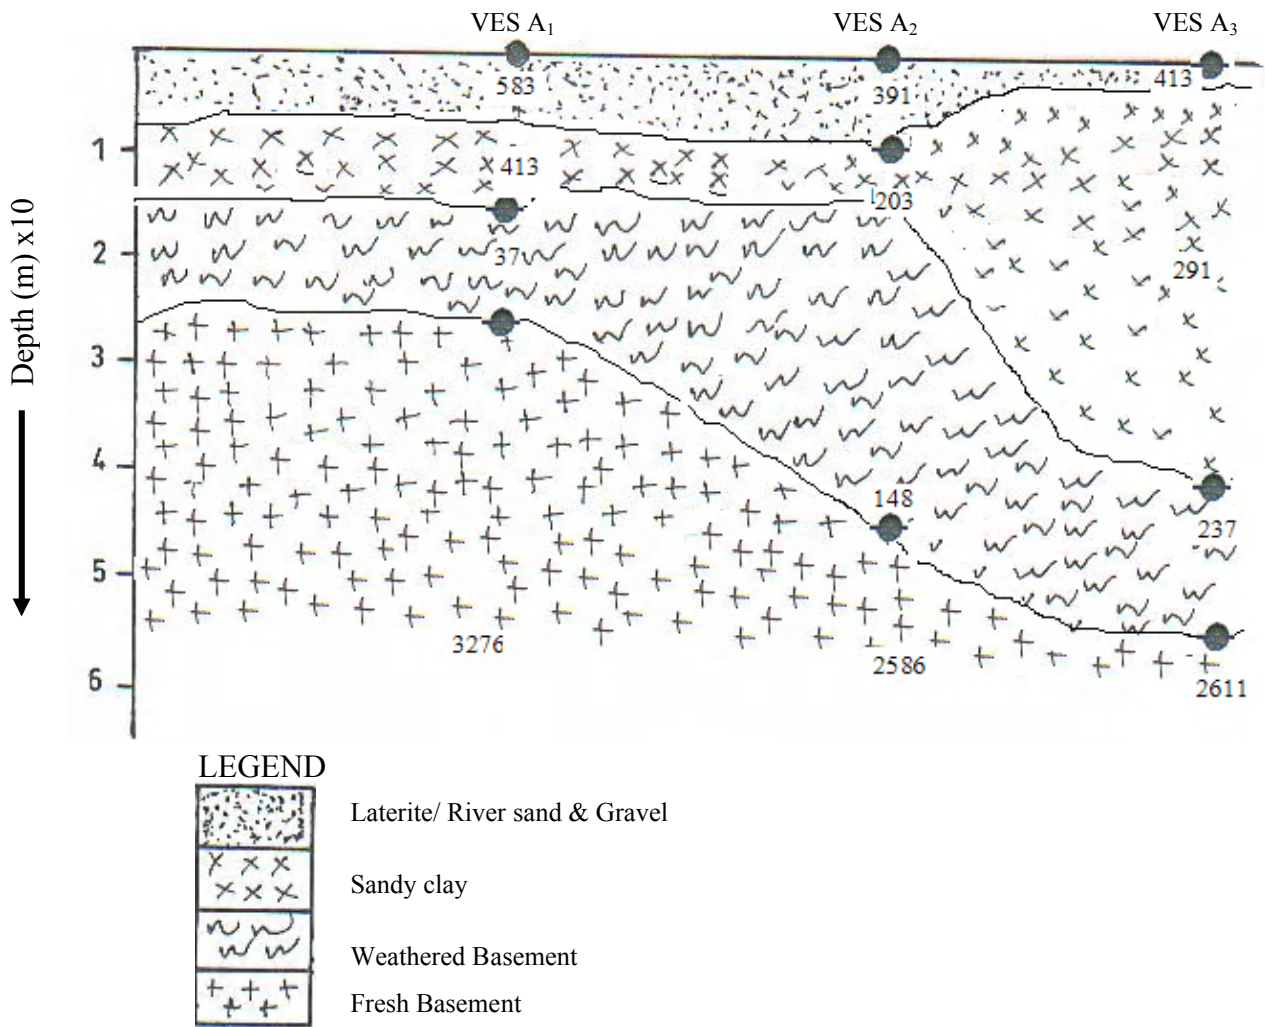 VES A₁ VES A₂ VES A₃
583 391 413
1
413
203
2
37
291
Depth (m) x10
3
4
148
237
5
3276
2586
6
2611
LEGEND
Laterite/ River sand & Gravel
Sandy clay
Weathered Basement
Fresh Basement